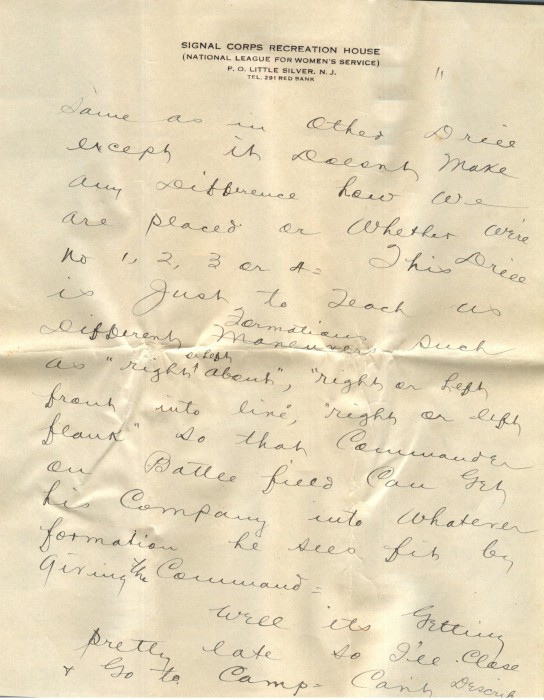 SIGNAL CORPS RECREATION HOUSE
(NATIONAL LEAGUE FOR WOMEN'S SERVICE)
P. O. LITTLE SILVER, N. J.
TEL. 291 RED BANK
"
Same as in Other Drill
except it Doesnt Make
any Difference how We
are placed or Whether We're
No 1, 2, 3 or 4 = This Drill
is Just to Teach us
Formations
Different Maneuvers such
or left
as "right about", "right or Left
front into line", "right or left
flank" so that Commander
on Battle field Can Get
his Company into Whatever
formation he sees fit by
Giving the Command =
Well its Getting
pretty late so I'll Close
& Go to Camp - Can't Describe